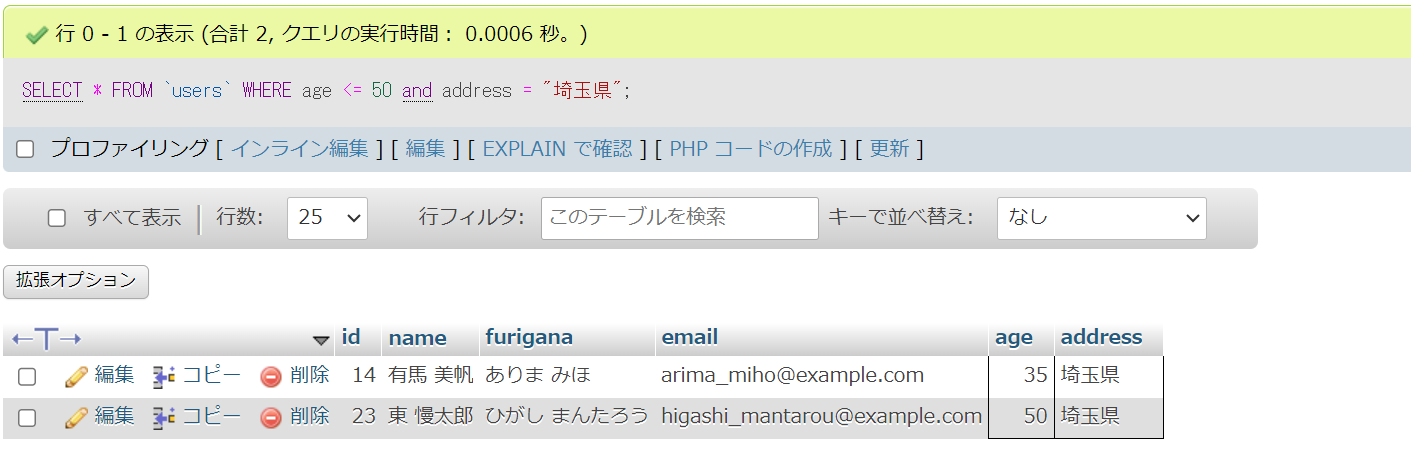 行 0 - 1 の表示 (合計 2, クエリの実行時間： 0.0006 秒。)
SELECT * FROM `users` WHERE age <= 50 and address = "埼玉県";
プロファイリング [ インライン編集 ] [ 編集 ] [ EXPLAIN で確認 ] [ PHP コードの作成 ] [ 更新 ]
すべて表示 行数: 25 行フィルタ: このテーブルを検索 キーで並べ替え: なし
拡張オプション
←T→ id name furigana email age address
編集 コピー 削除 14 有馬 美帆 ありま みほ arima_miho@example.com 35 埼玉県
編集 コピー 削除 23 東 慢太郎 ひがし まんたろう higashi_mantarou@example.com 50 埼玉県